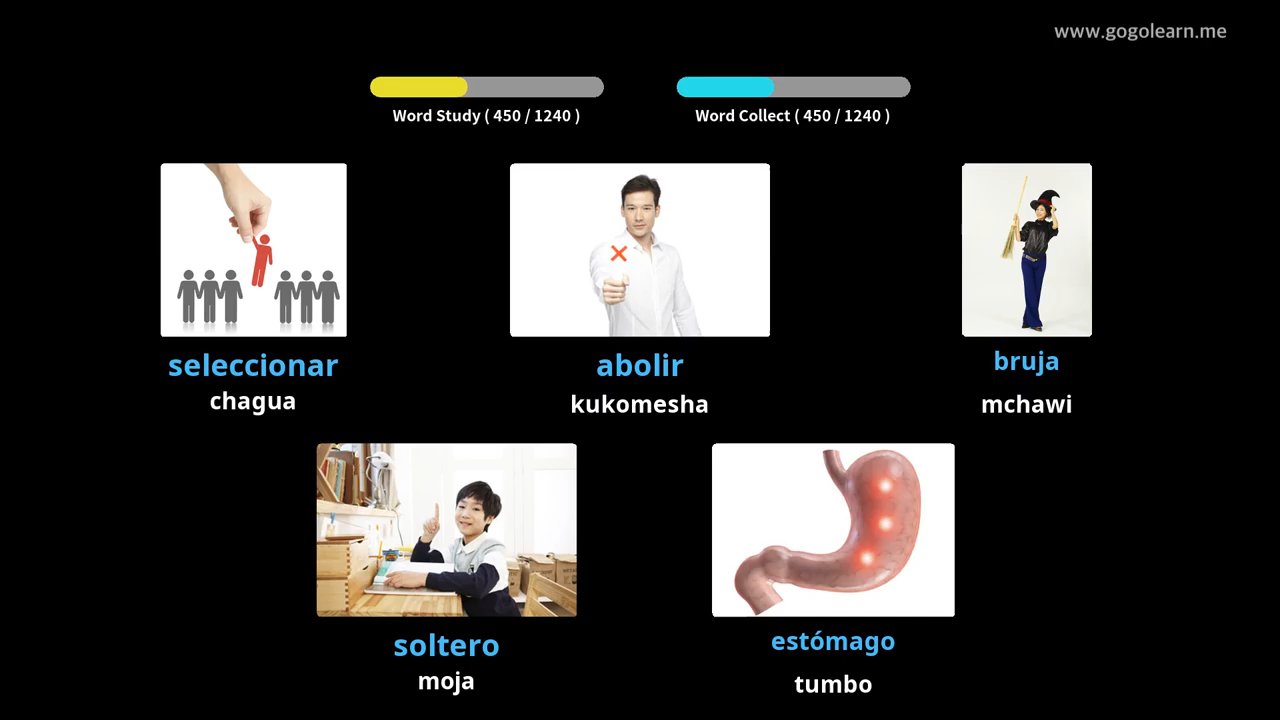 www.gogolearn.me
Word Study ( 450 / 1240 )
Word Collect ( 450 / 1240 )
seleccionar
chagua
abolir
kukomesha
bruja
mchawi
soltero
moja
estómago
tumbo